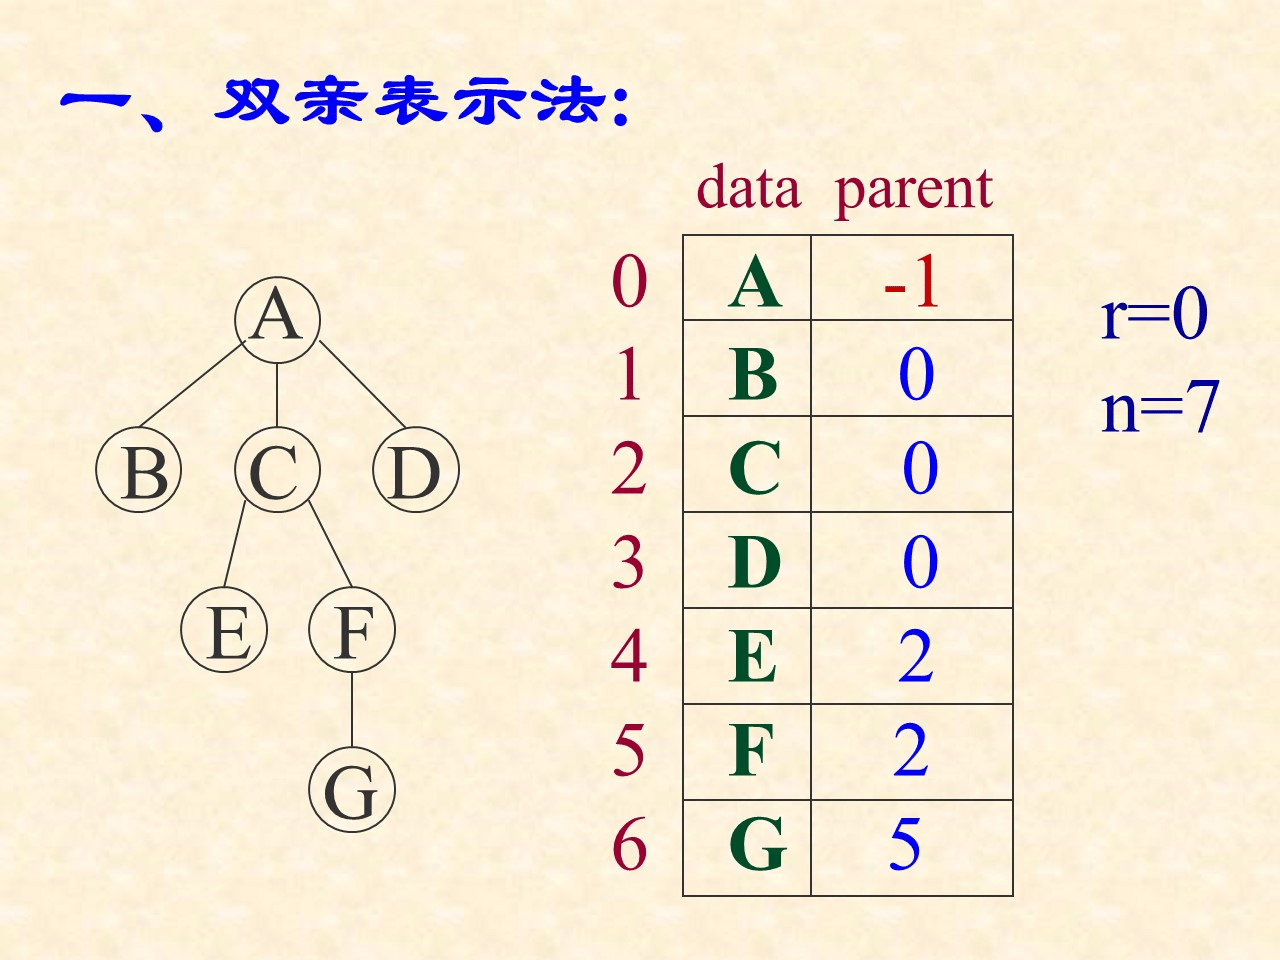 一、双亲表示法:
data parent
0 A -1
1 B 0
2 C 0
3 D 0
4 E 2
5 F 2
6 G 5
r=0
n=7
A
B C D
E F
G